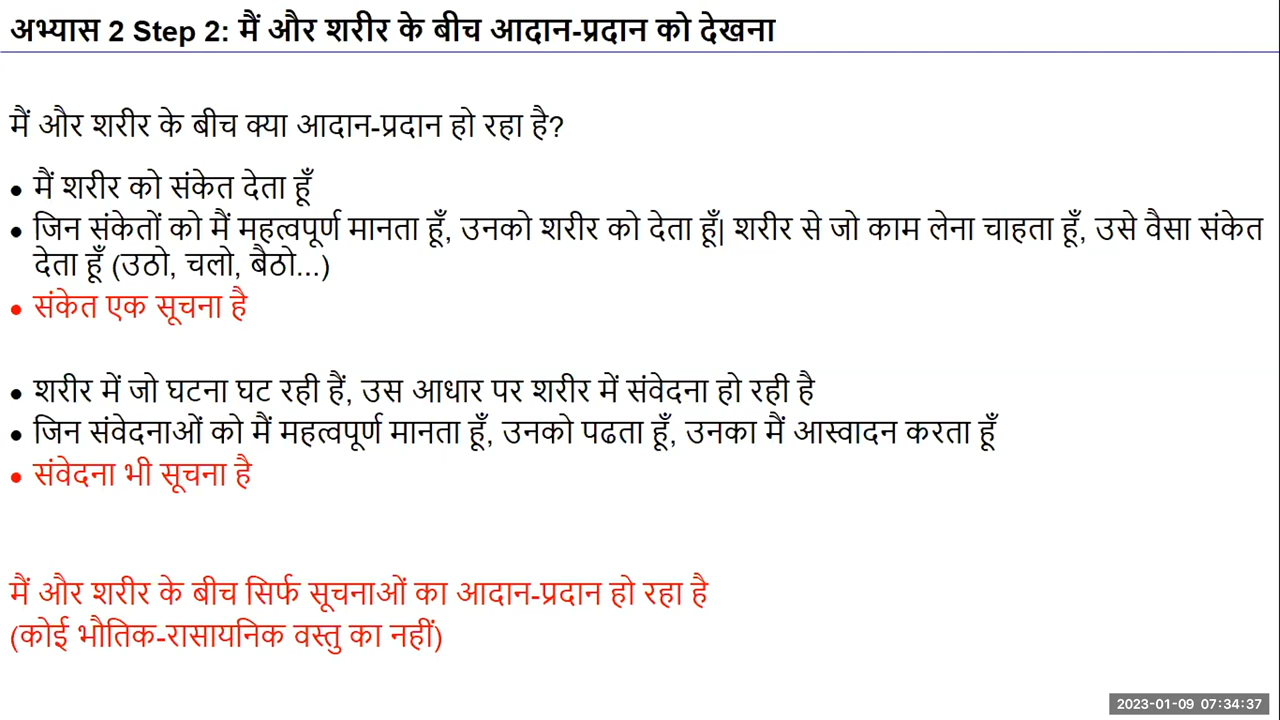 अभ्यास 2 Step 2: मैं और शरीर के बीच आदान-प्रदान को देखना
मैं और शरीर के बीच क्या आदान-प्रदान हो रहा है?
• मैं शरीर को संकेत देता हूँ
• जिन संकेतों को मैं महत्वपूर्ण मानता हूँ, उनको शरीर को देता हूँ| शरीर से जो काम लेना चाहता हूँ, उसे वैसा संकेत
देता हूँ (उठो, चलो, बैठो...)
• संकेत एक सूचना है
• शरीर में जो घटना घट रही हैं, उस आधार पर शरीर में संवेदना हो रही है
• जिन संवेदनाओं को मैं महत्वपूर्ण मानता हूँ, उनको पढता हूँ, उनका मैं आस्वादन करता हूँ
• संवेदना भी सूचना है
मैं और शरीर के बीच सिर्फ सूचनाओं का आदान-प्रदान हो रहा है
(कोई भौतिक-रासायनिक वस्तु का नहीं)
2023-01-09 07:34:37